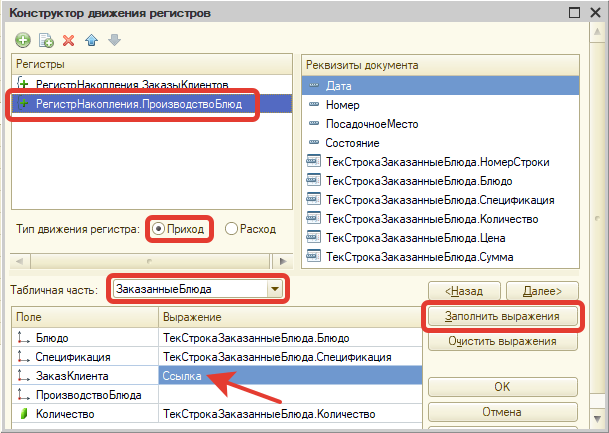 Конструктор движения регистров
Регистры
РегистрНакопления.ЗаказыКлиентов
РегистрНакопления.ПроизводствоБлюд
Реквизиты документа
Дата
Номер
ПосадочноеМесто
Состояние
ТекСтрокаЗаказанныеБлюда.НомерСтроки
ТекСтрокаЗаказанныеБлюда.Блюдо
ТекСтрокаЗаказанныеБлюда.Спецификация
ТекСтрокаЗаказанныеБлюда.Количество
ТекСтрокаЗаказанныеБлюда.Цена
ТекСтрокаЗаказанныеБлюда.Сумма
Тип движения регистра: Приход Расход
Табличная часть: ЗаказанныеБлюда
<Назад Далее>
Поле Выражение
Блюдо ТекСтрокаЗаказанныеБлюда.Блюдо
Спецификация ТекСтрокаЗаказанныеБлюда.Спецификация
ЗаказКлиента Ссылка
ПроизводствоБлюда
Количество ТекСтрокаЗаказанныеБлюда.Количество
Заполнить выражения
Очистить выражения
ОК
Отмена